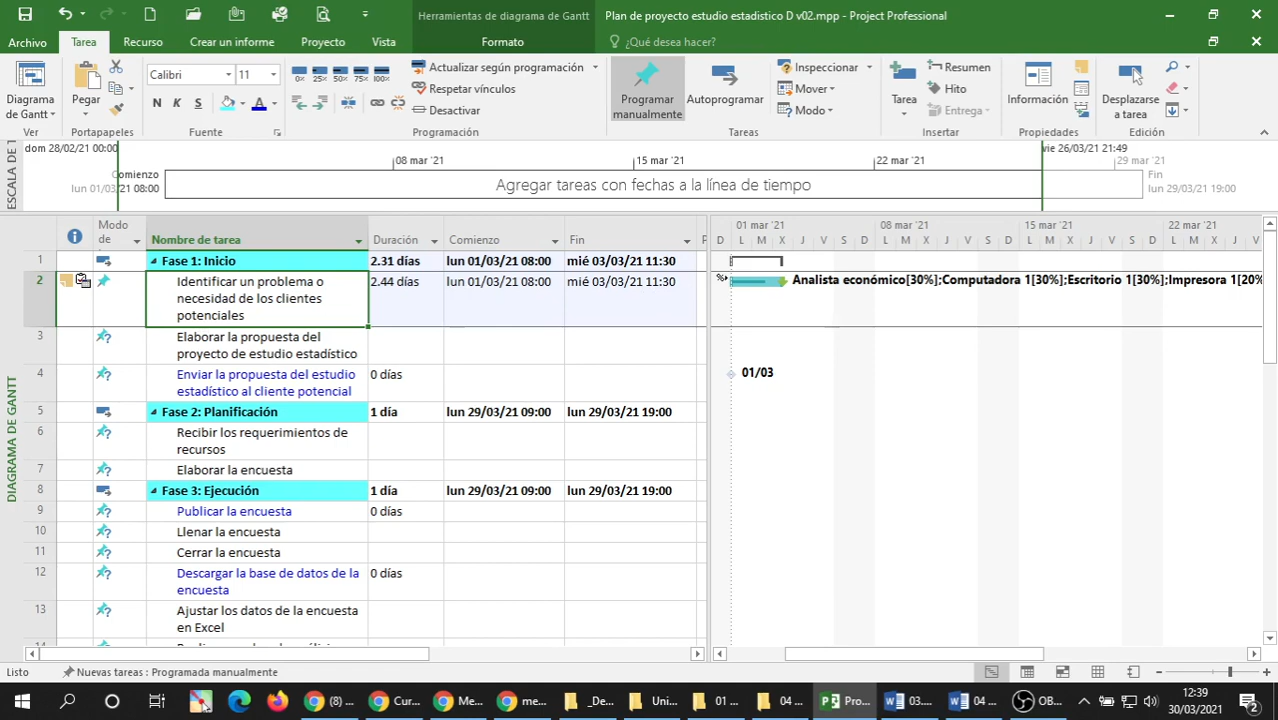 Herramientas de diagrama de Gantt
Plan de proyecto estudio estadistico D v02.mpp - Project Professional
Archivo
Tarea
Recurso
Crear un informe
Proyecto
Vista
Formato
¿Qué desea hacer?
Diagrama
de Gantt
Ver
Pegar
Portapapeles
Calibri
11
N K S
A
Fuente
0% 25% 50% 75% 100%
Actualizar según programación
Respetar vínculos
Desactivar
Programación
Programar
manualmente
Autoprogramar
Inspeccionar
Mover
Modo
Tareas
Tarea
Resumen
Hito
Entrega
Insertar
Información
Propiedades
Desplazarse
a tarea
Edición
ESCALA DE T
dom 28/02/21 00:00
vie 26/03/21 21:49
08 mar '21
15 mar '21
22 mar '21
29 mar '21
Comienzo
lun 01/03/21 08:00
Agregar tareas con fechas a la línea de tiempo
Fin
lun 29/03/21 19:00
DIAGRAMA DE GANTT
Modo
de
Nombre de tarea
Duración
Comienzo
Fin
P
01 mar '21
08 mar '21
15 mar '21
22 mar '21
D L M X J V S D L M X J V S D L M X J V S D L M X J V
1 Fase 1: Inicio 2.31 días lun 01/03/21 08:00 mié 03/03/21 11:30
2 Identificar un problema o
necesidad de los clientes
potenciales
2.44 días lun 01/03/21 08:00 mié 03/03/21 11:30
Analista económico[30%];Computadora 1[30%];Escritorio 1[30%];Impresora 1[20%
3 Elaborar la propuesta del
proyecto de estudio estadístico
4 Enviar la propuesta del estudio
estadístico al cliente potencial
0 días
01/03
5 Fase 2: Planificación 1 día lun 29/03/21 09:00 lun 29/03/21 19:00
6 Recibir los requerimientos de
recursos
7 Elaborar la encuesta
8 Fase 3: Ejecución 1 día lun 29/03/21 09:00 lun 29/03/21 19:00
9 Publicar la encuesta 0 días
10 Llenar la encuesta
11 Cerrar la encuesta
12 Descargar la base de datos de la
encuesta
0 días
13 Ajustar los datos de la encuesta
en Excel
Listo
Nuevas tareas : Programada manualmente
(8) ...
Cur...
Me...
me...
_De...
Uni...
01 ...
04 ...
Pro...
03....
04 ...
OB...
12:39
30/03/2021
2